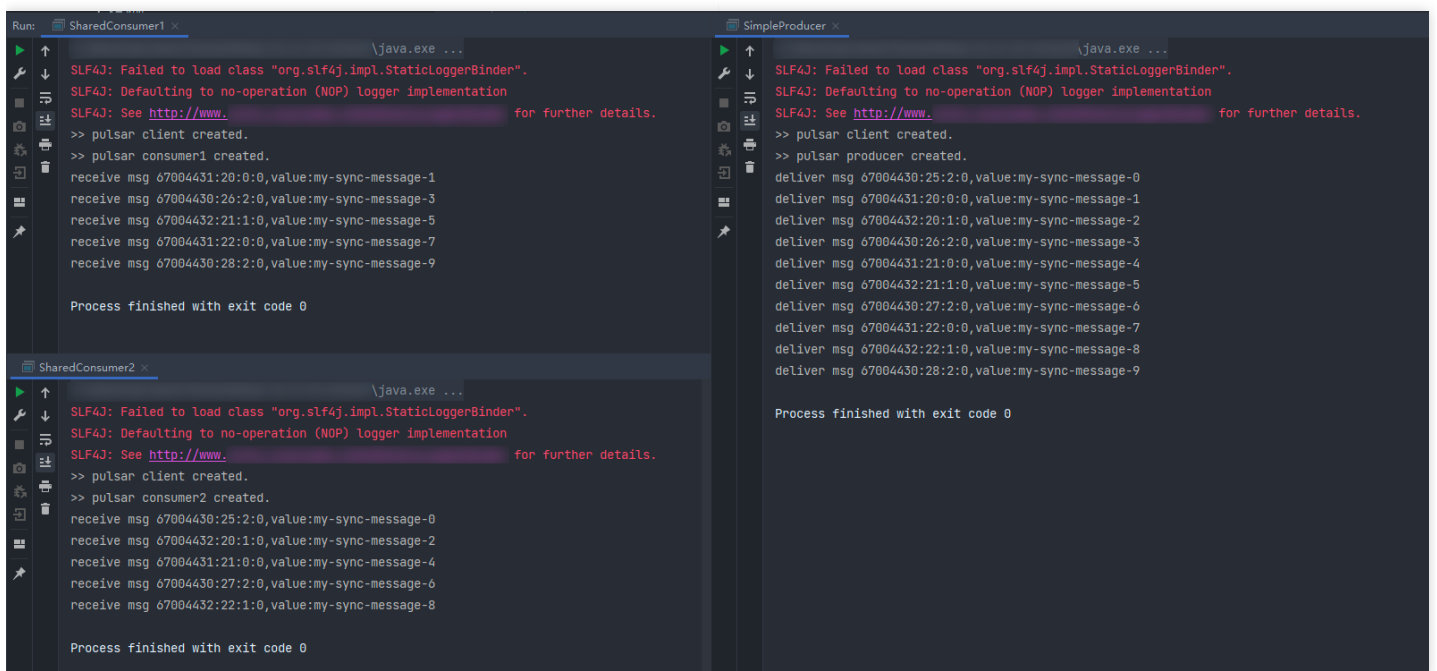 Run: SharedConsumer1 ×
\java.exe ...
SLF4J: Failed to load class "org.slf4j.impl.StaticLoggerBinder".
SLF4J: Defaulting to no-operation (NOP) logger implementation
SLF4J: See http://www. for further details.
>> pulsar client created.
>> pulsar consumer1 created.
receive msg 67004431:20:0:0,value:my-sync-message-1
receive msg 67004430:26:2:0,value:my-sync-message-3
receive msg 67004432:21:1:0,value:my-sync-message-5
receive msg 67004431:22:0:0,value:my-sync-message-7
receive msg 67004430:28:2:0,value:my-sync-message-9
Process finished with exit code 0
SharedConsumer2 ×
\java.exe ...
SLF4J: Failed to load class "org.slf4j.impl.StaticLoggerBinder".
SLF4J: Defaulting to no-operation (NOP) logger implementation
SLF4J: See http://www. for further details.
>> pulsar client created.
>> pulsar consumer2 created.
receive msg 67004430:25:2:0,value:my-sync-message-0
receive msg 67004432:20:1:0,value:my-sync-message-2
receive msg 67004431:21:0:0,value:my-sync-message-4
receive msg 67004430:27:2:0,value:my-sync-message-6
receive msg 67004432:22:1:0,value:my-sync-message-8
Process finished with exit code 0
SimpleProducer ×
\java.exe ...
SLF4J: Failed to load class "org.slf4j.impl.StaticLoggerBinder".
SLF4J: Defaulting to no-operation (NOP) logger implementation
SLF4J: See http://www. for further details.
>> pulsar client created.
>> pulsar producer created.
deliver msg 67004430:25:2:0,value:my-sync-message-0
deliver msg 67004431:20:0:0,value:my-sync-message-1
deliver msg 67004432:20:1:0,value:my-sync-message-2
deliver msg 67004430:26:2:0,value:my-sync-message-3
deliver msg 67004431:21:0:0,value:my-sync-message-4
deliver msg 67004432:21:1:0,value:my-sync-message-5
deliver msg 67004430:27:2:0,value:my-sync-message-6
deliver msg 67004431:22:0:0,value:my-sync-message-7
deliver msg 67004432:22:1:0,value:my-sync-message-8
deliver msg 67004430:28:2:0,value:my-sync-message-9
Process finished with exit code 0